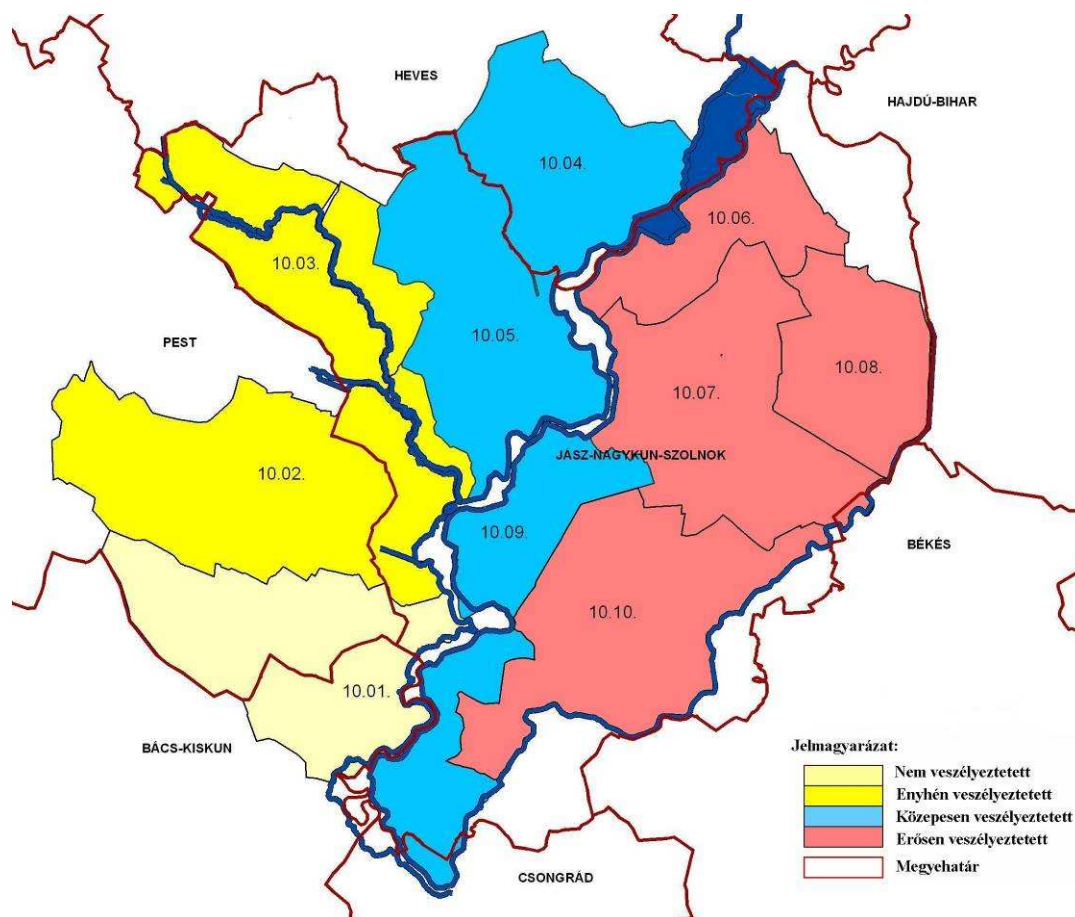 HEVES
HAJDÚ-BIHAR
10.04.
10.06.
10.03.
10.05.
PEST
10.08.
10.07.
JÁSZ-NAGYKUN-SZOLNOK
10.02.
10.09.
BÉKÉS
10.10.
10.01.
BÁCS-KISKUN
CSONGRÁD
Jelmagyarázat:
Nem veszélyeztetett
Enyhén veszélyeztetett
Közepesen veszélyeztetett
Erősen veszélyeztetett
Megyehatár